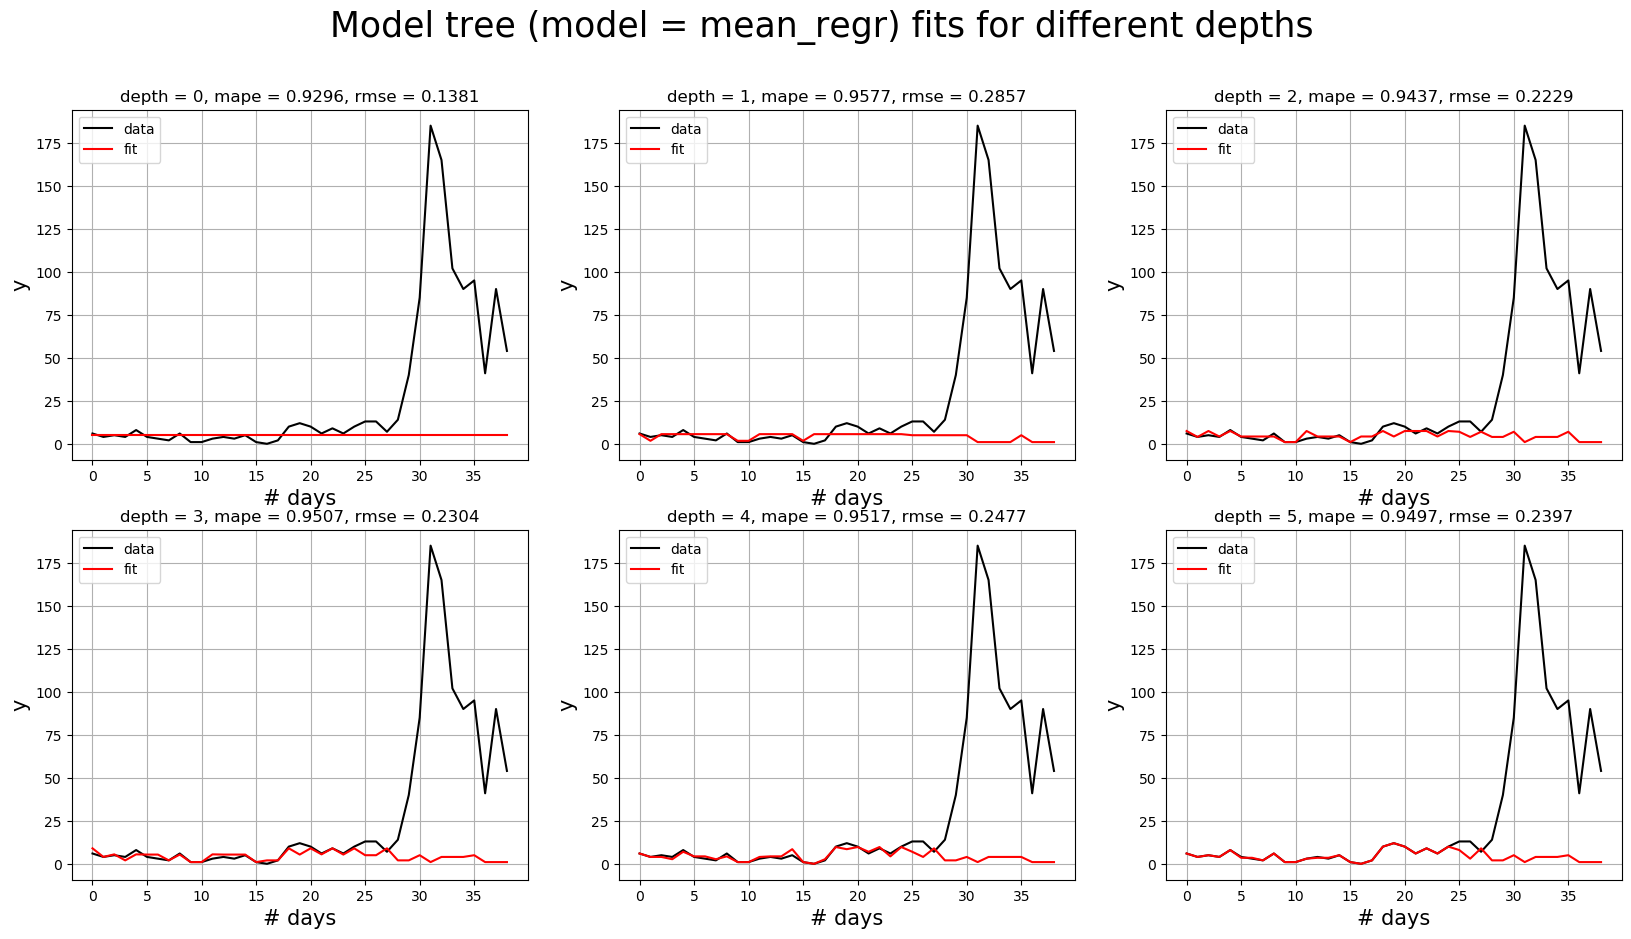 Model tree (model = mean_regr) fits for different depths
depth = 0, mape = 0.9296, rmse = 0.1381
data
fit
y
175
150
125
100
75
50
25
0
0 5 10 15 20 25 30 35
# days
depth = 1, mape = 0.9577, rmse = 0.2857
data
fit
y
175
150
125
100
75
50
25
0
0 5 10 15 20 25 30 35
# days
depth = 2, mape = 0.9437, rmse = 0.2229
data
fit
y
175
150
125
100
75
50
25
0
0 5 10 15 20 25 30 35
# days
depth = 3, mape = 0.9507, rmse = 0.2304
data
fit
y
175
150
125
100
75
50
25
0
0 5 10 15 20 25 30 35
# days
depth = 4, mape = 0.9517, rmse = 0.2477
data
fit
y
175
150
125
100
75
50
25
0
0 5 10 15 20 25 30 35
# days
depth = 5, mape = 0.9497, rmse = 0.2397
data
fit
y
175
150
125
100
75
50
25
0
0 5 10 15 20 25 30 35
# days